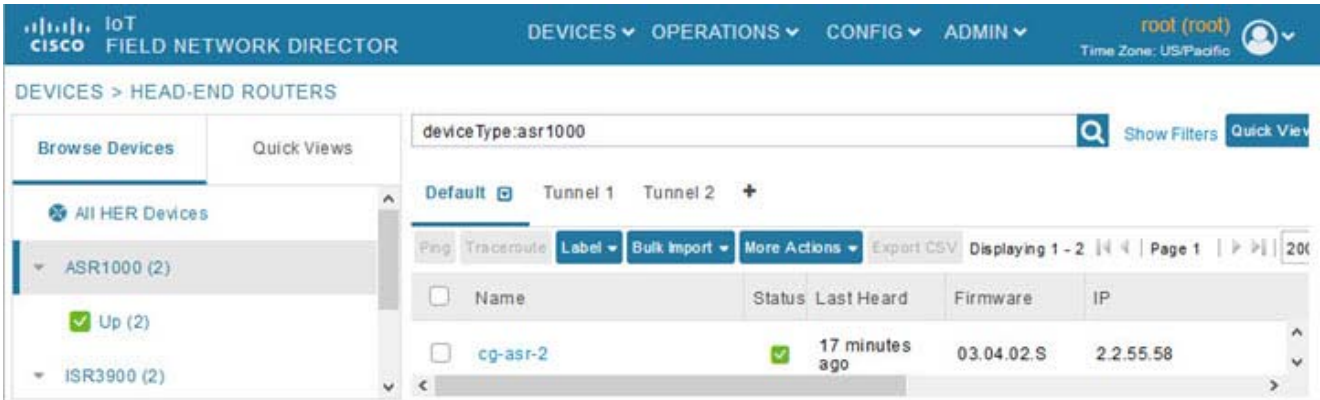 IoT
CISCO FIELD NETWORK DIRECTOR
DEVICES OPERATIONS CONFIG ADMIN
root (root)
Time Zone: US/Pacific
DEVICES > HEAD-END ROUTERS
Browse Devices Quick Views
All HER Devices
ASR1000 (2)
Up (2)
ISR3900 (2)
deviceType:asr1000
Show Filters Quick View
Default Tunnel 1 Tunnel 2 +
Ping Traceroute Label Bulk Import More Actions Export CSV Displaying 1 - 2 Page 1 200
Name Status Last Heard Firmware IP
cg-asr-2 17 minutes ago 03.04.02.S 2.2.55.58